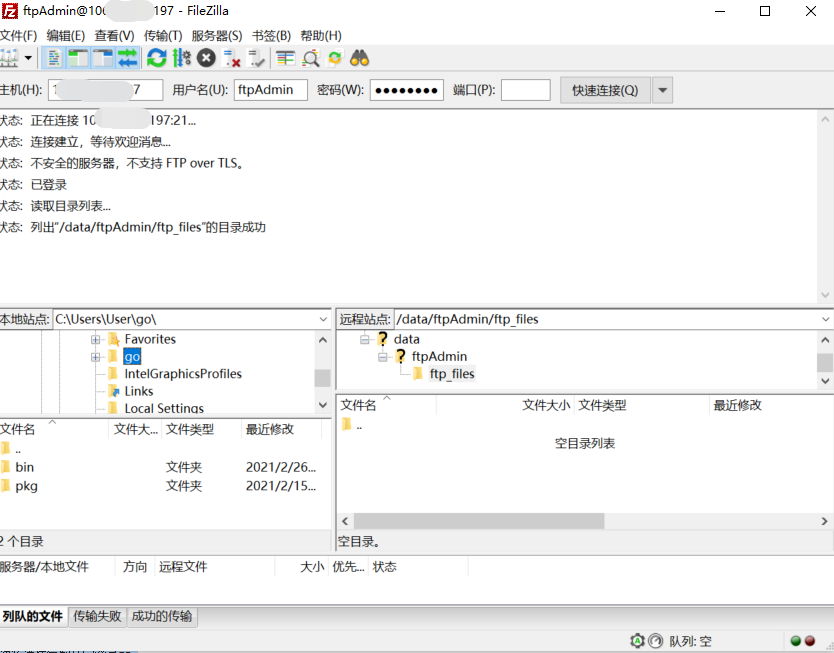 ftpAdmin@10 197 - FileZilla
文件(F) 编辑(E) 查看(V) 传输(T) 服务器(S) 书签(B) 帮助(H)
主机(H): 7 用户名(U): ftpAdmin 密码(W): ●●●●●●●● 端口(P): 快速连接(Q)
状态: 正在连接 10 197:21...
状态: 连接建立，等待欢迎消息...
状态: 不安全的服务器，不支持 FTP over TLS。
状态: 已登录
状态: 读取目录列表...
状态: 列出"/data/ftpAdmin/ftp_files"的目录成功
本地站点: C:\Users\User\go\
Favorites
go
IntelGraphicsProfiles
Links
Local Settings
文件名 文件大... 文件类型 最近修改
..
bin 文件夹 2021/2/26...
pkg 文件夹 2021/2/15...
2 个目录
远程站点: /data/ftpAdmin/ftp_files
data
ftpAdmin
ftp_files
文件名 文件大小 文件类型 最近修改
..
空目录列表
空目录。
服务器/本地文件 方向 远程文件 大小 优先... 状态
列队的文件 传输失败 成功的传输
队列: 空